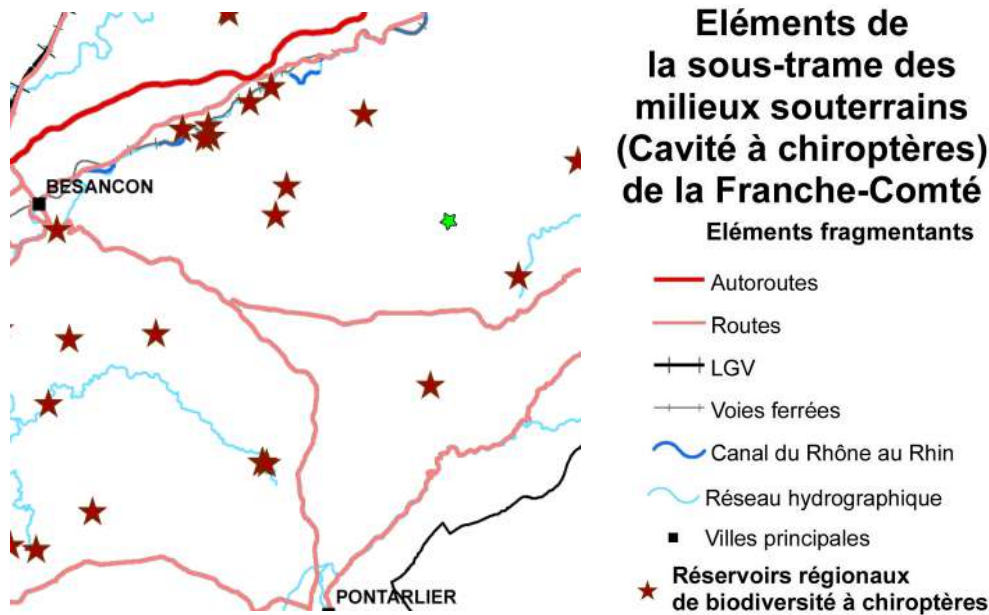 Eléments de
la sous-trame des
milieux souterrains
(Cavité à chiroptères)
de la Franche-Comté
Eléments fragmentants
Autoroutes
Routes
LGV
Voies ferrées
Canal du Rhône au Rhin
Réseau hydrographique
Villes principales
Réservoirs régionaux
de biodiversité à chiroptères
BESANCON
PONTARLIER